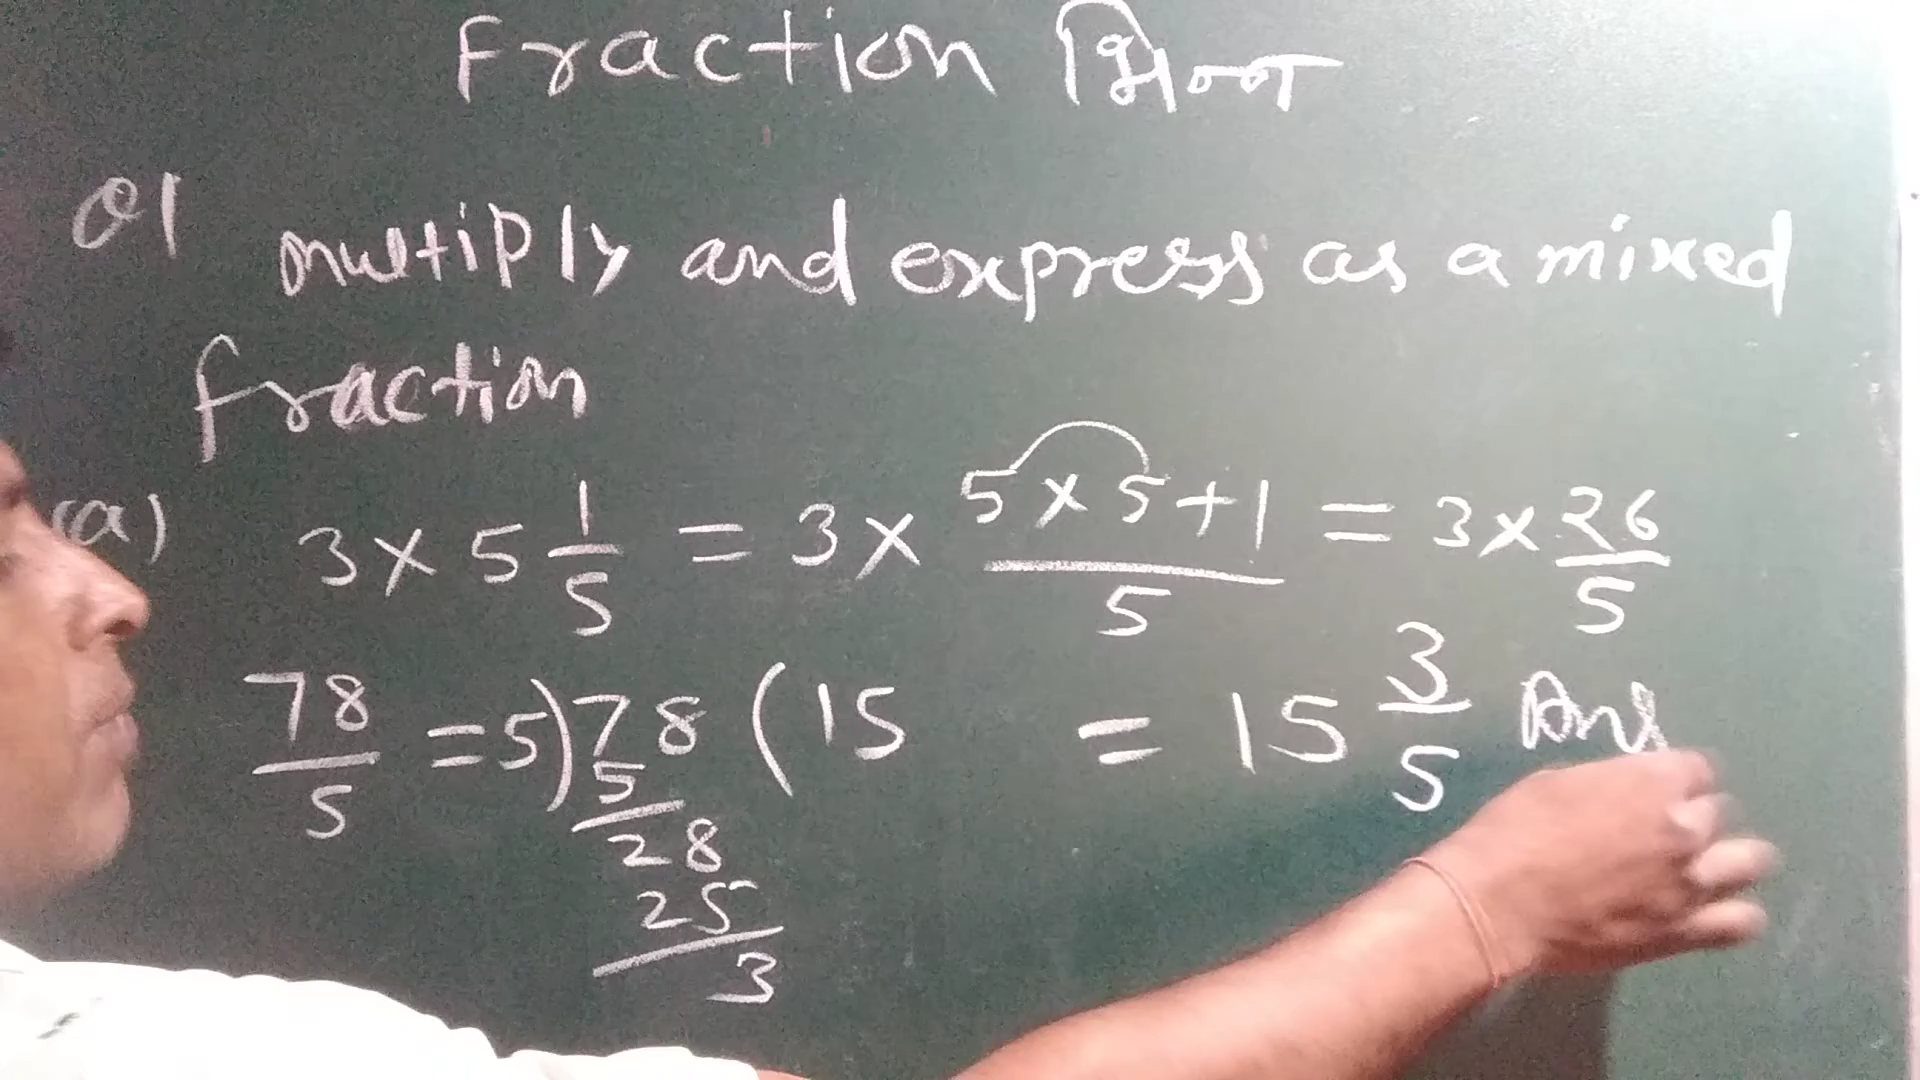 Fraction भिन्न
Q1 multiply and express as a mixed
fraction
(a) 3 × 5 1/5 = 3 × 5 × 5 + 1/5 = 3 × 26/5
78/5 = 5)78(15 = 15 3/5 Ans
5
28
25
3